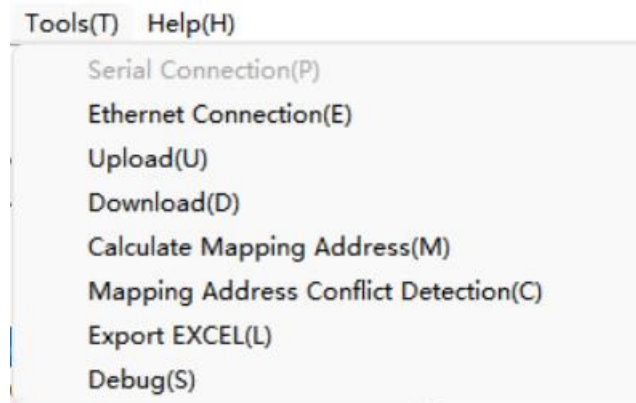 Tools(T) Help(H)
Serial Connection(P)
Ethernet Connection(E)
Upload(U)
Download(D)
Calculate Mapping Address(M)
Mapping Address Conflict Detection(C)
Export EXCEL(L)
Debug(S)